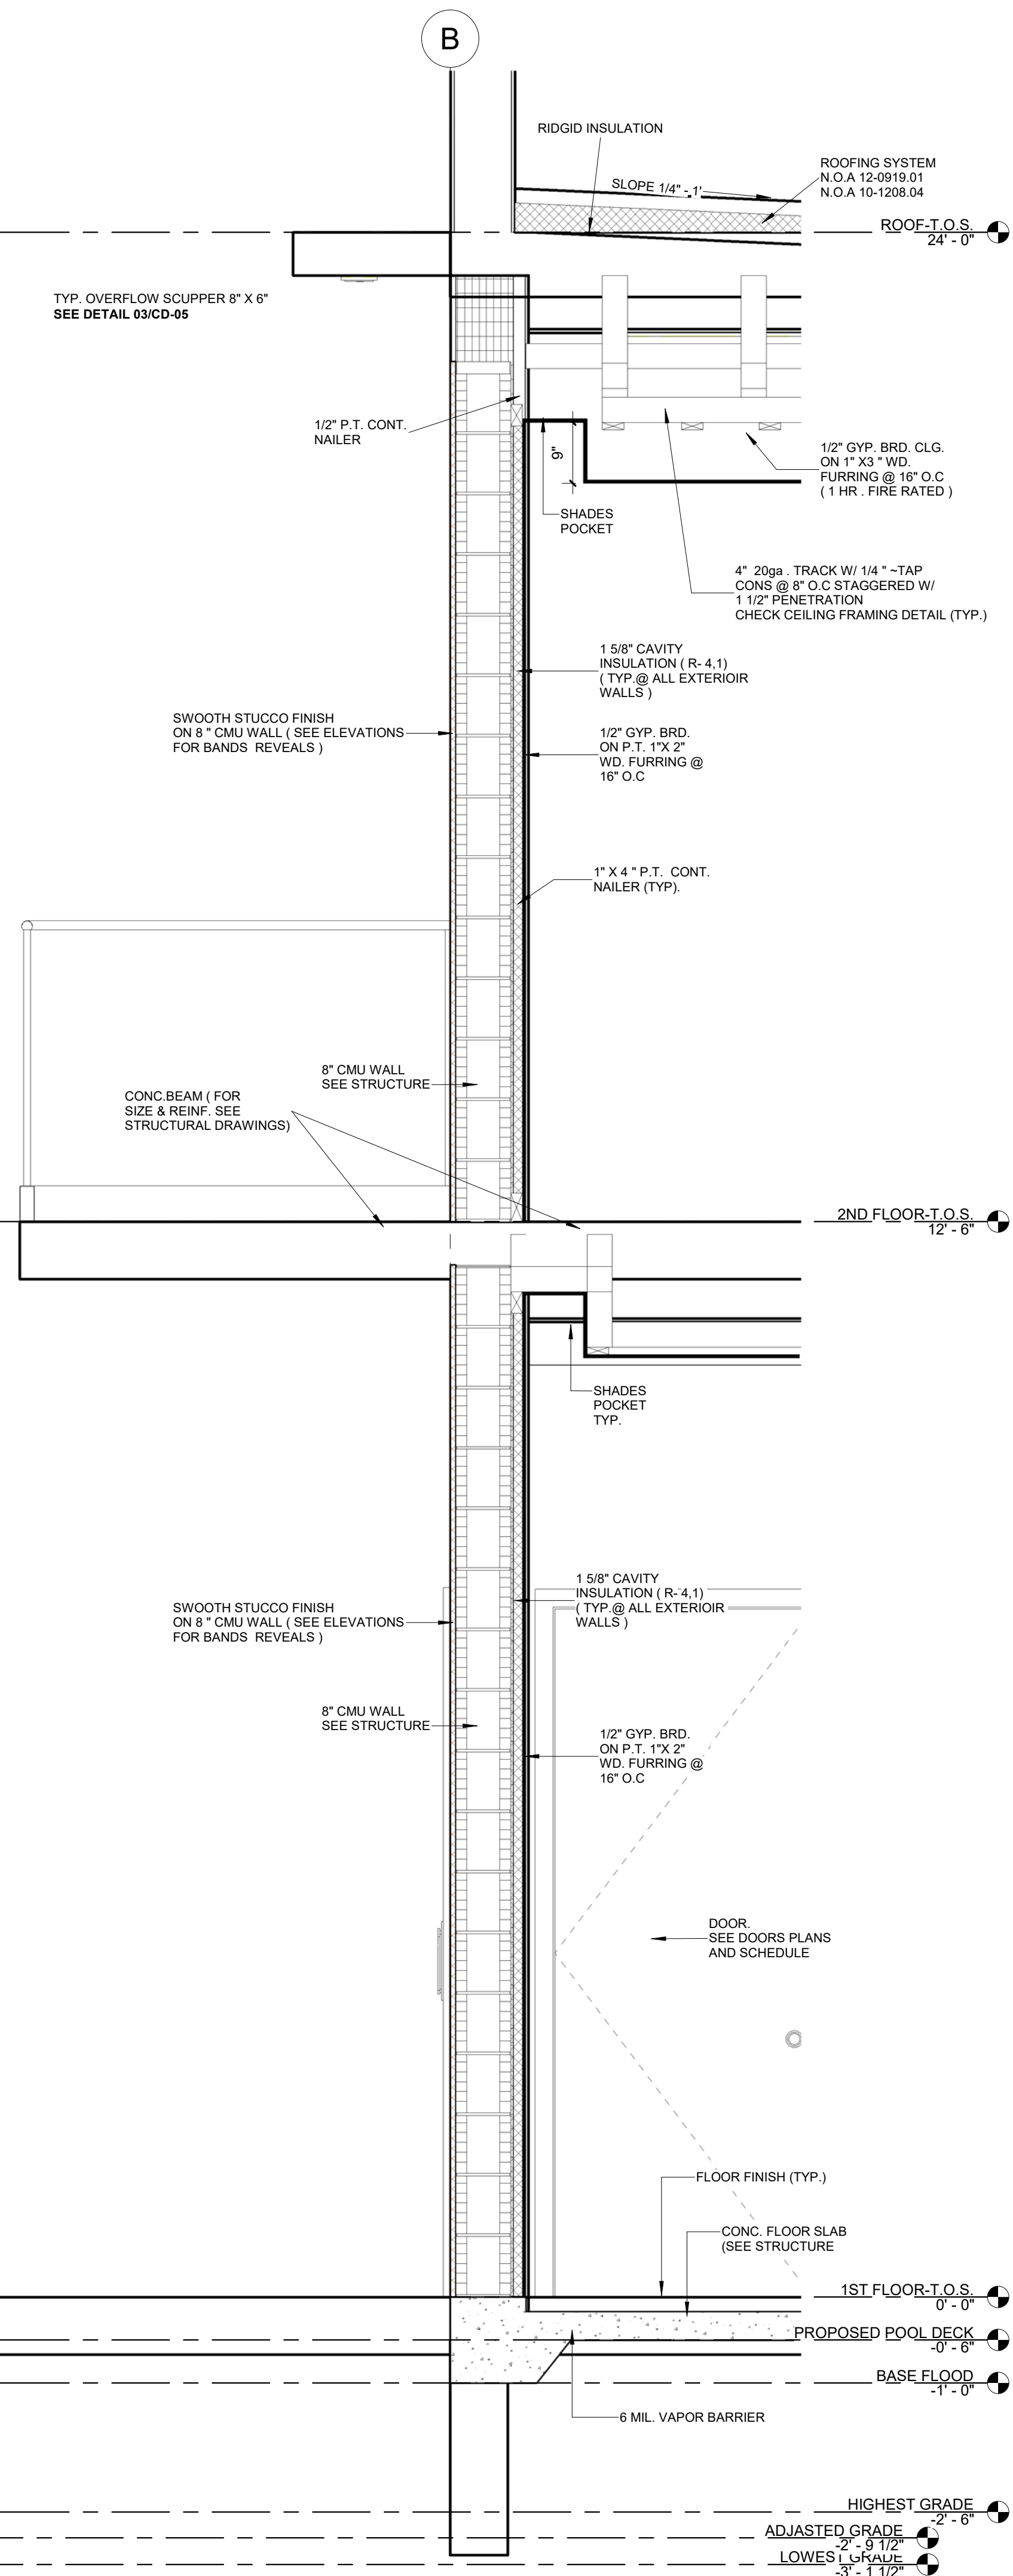 B
RIDGID INSULATION
ROOFING SYSTEM
N.O.A 12-0919.01
N.O.A 10-1208.04
SLOPE 1/4" - 1'
ROOF-T.O.S.
24' - 0"
TYP. OVERFLOW SCUPPER 8" X 6"
SEE DETAIL 03/CD-05
1/2" P.T. CONT.
NAILER
9"
1/2" GYP. BRD. CLG.
ON 1" X3 " WD.
FURRING @ 16" O.C
( 1 HR . FIRE RATED )
SHADES
POCKET
4" 20ga . TRACK W/ 1/4 " ~TAP
CONS @ 8" O.C STAGGERED W/
1 1/2" PENETRATION
CHECK CEILING FRAMING DETAIL (TYP.)
1 5/8" CAVITY
INSULATION ( R- 4,1)
( TYP.@ ALL EXTERIOIR
WALLS )
SWOOTH STUCCO FINISH
ON 8 " CMU WALL ( SEE ELEVATIONS
FOR BANDS REVEALS )
1/2" GYP. BRD.
ON P.T. 1"X 2"
WD. FURRING @
16" O.C
1" X 4 " P.T. CONT.
NAILER (TYP).
8" CMU WALL
SEE STRUCTURE
CONC.BEAM ( FOR
SIZE & REINF. SEE
STRUCTURAL DRAWINGS)
2ND FLOOR-T.O.S.
12' - 6"
SHADES
POCKET
TYP.
1 5/8" CAVITY
INSULATION ( R- 4,1)
( TYP.@ ALL EXTERIOIR
WALLS )
SWOOTH STUCCO FINISH
ON 8 " CMU WALL ( SEE ELEVATIONS
FOR BANDS REVEALS )
8" CMU WALL
SEE STRUCTURE
1/2" GYP. BRD.
ON P.T. 1"X 2"
WD. FURRING @
16" O.C
DOOR.
SEE DOORS PLANS
AND SCHEDULE
FLOOR FINISH (TYP.)
CONC. FLOOR SLAB
(SEE STRUCTURE
1ST FLOOR-T.O.S.
0' - 0"
PROPOSED POOL DECK
-0' - 6"
BASE FLOOD
-1' - 0"
6 MIL. VAPOR BARRIER
HIGHEST GRADE
-2' - 6"
ADJASTED GRADE
-2' - 9 1/2"
LOWEST GRADE
-3' - 1 1/2"